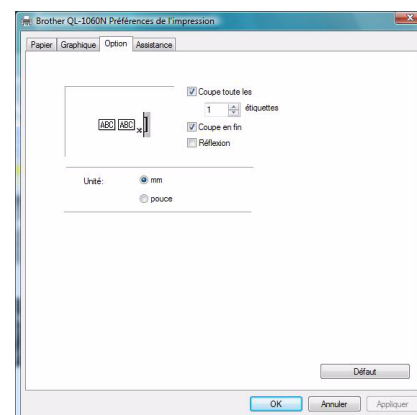 Brother QL-1060N Préférences de l'impression
Papier Graphique Option Assistance
Coupe toute les
1 étiquettes
ABC ABC
Coupe en fin
Réflexion
Unité: mm
pouce
Défaut
OK Annuler Appliquer